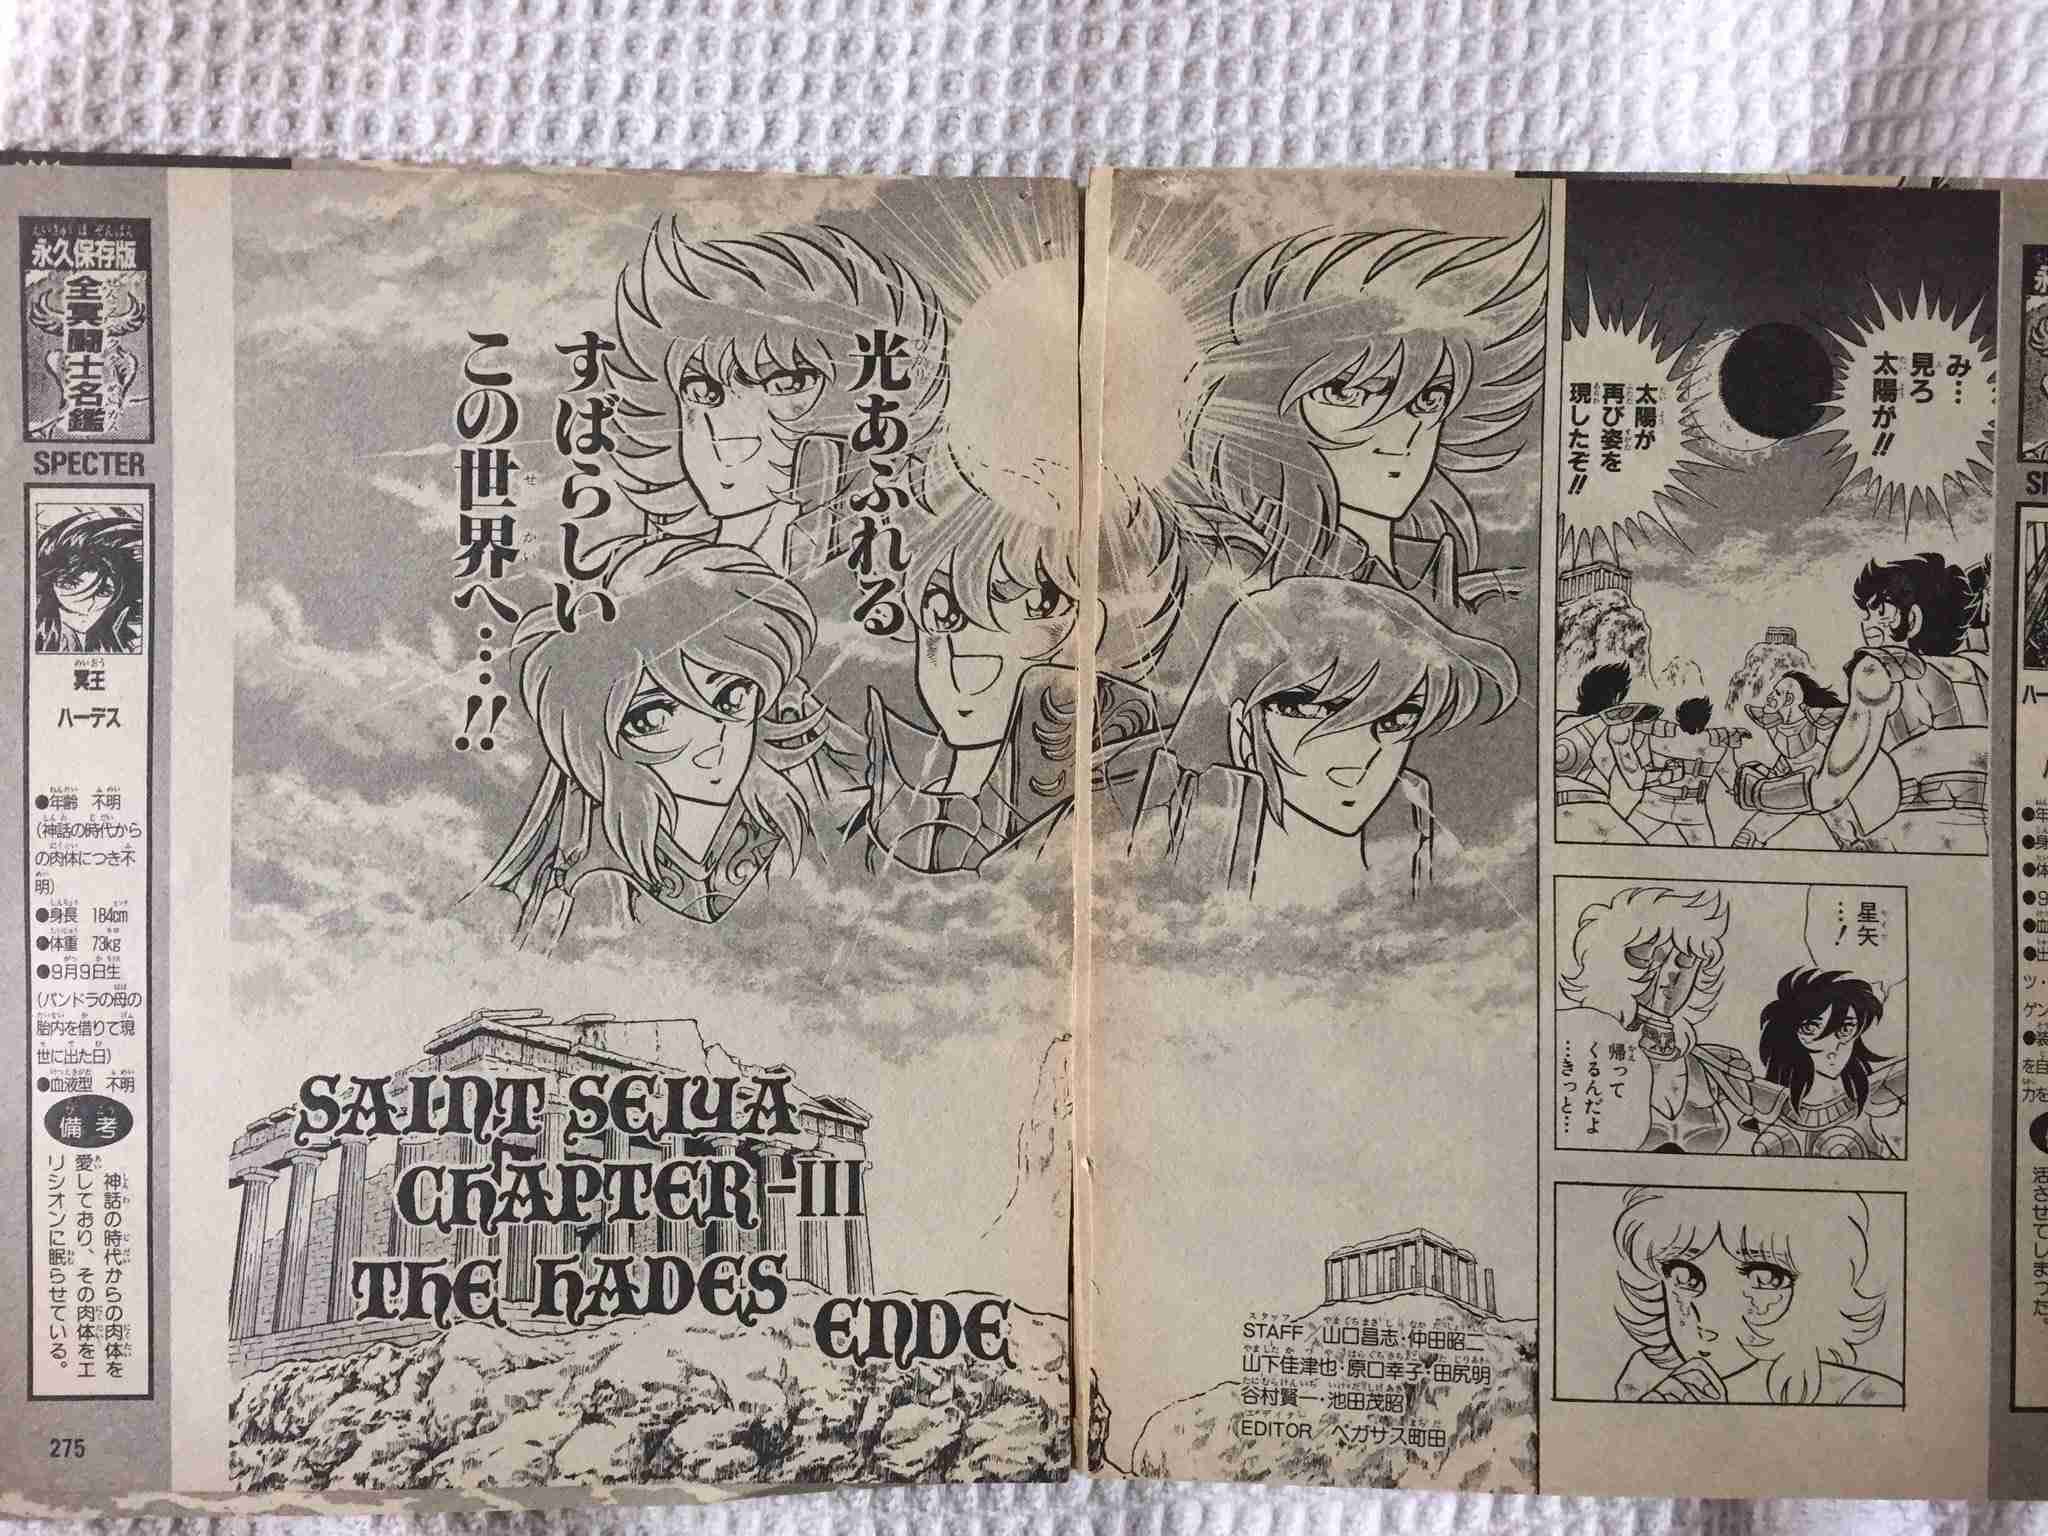 み…
見ろ
太陽が!!
太陽が
再び姿を
現したぞ!!
星矢
…!
帰って
くるんだよ
…きっと…
光あふれる
すばらしい
この世界へ……!!
SAINT SEIYA
CHAPTER-III
THE HADES
ENDE
STAFF/山口昌志・仲田昭二
山下佳津也・原口幸子・田尻明
谷村賢一・池田茂昭
EDITOR/ペガサス町田
永久保存版
全冥闘士名鑑
SPECTER
冥王
ハーデス
●年齢 不明
(神話の時代から
の肉体につき不
明)
●身長 184cm
●体重 73kg
●9月9日生
(パンドラの母の
胎内を借りて現
世に出た日)
●血液型 不明
備考
神話の時代からの肉体を
愛しており、その肉体をエ
リシオンに眠らせている。
275